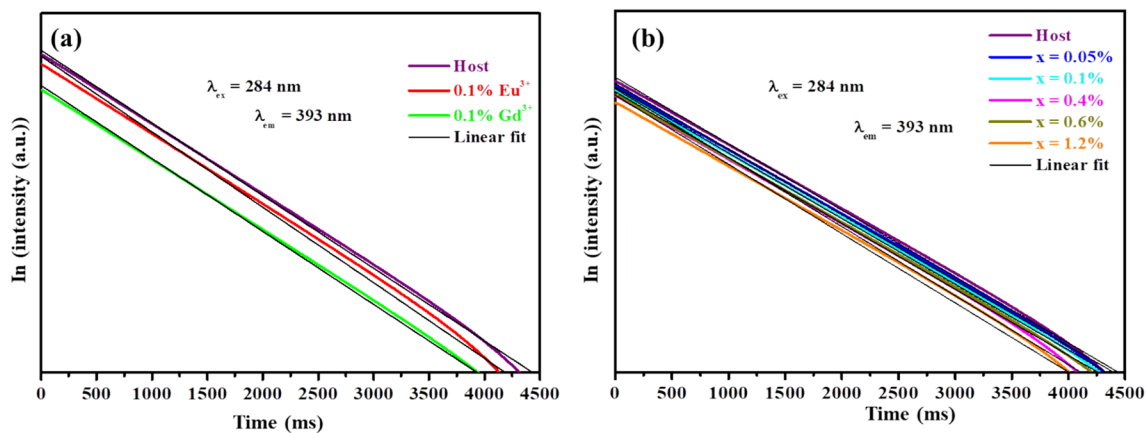 (a)
λex = 284 nm
λem = 393 nm
Host
0.1% Eu3+
0.1% Gd3+
Linear fit
In (intensity (a.u.))
0 500 1000 1500 2000 2500 3000 3500 4000 4500
Time (ms)
(b)
λex = 284 nm
λem = 393 nm
Host
x = 0.05%
x = 0.1%
x = 0.4%
x = 0.6%
x = 1.2%
Linear fit
In (intensity (a.u.))
0 500 1000 1500 2000 2500 3000 3500 4000 4500
Time (ms)